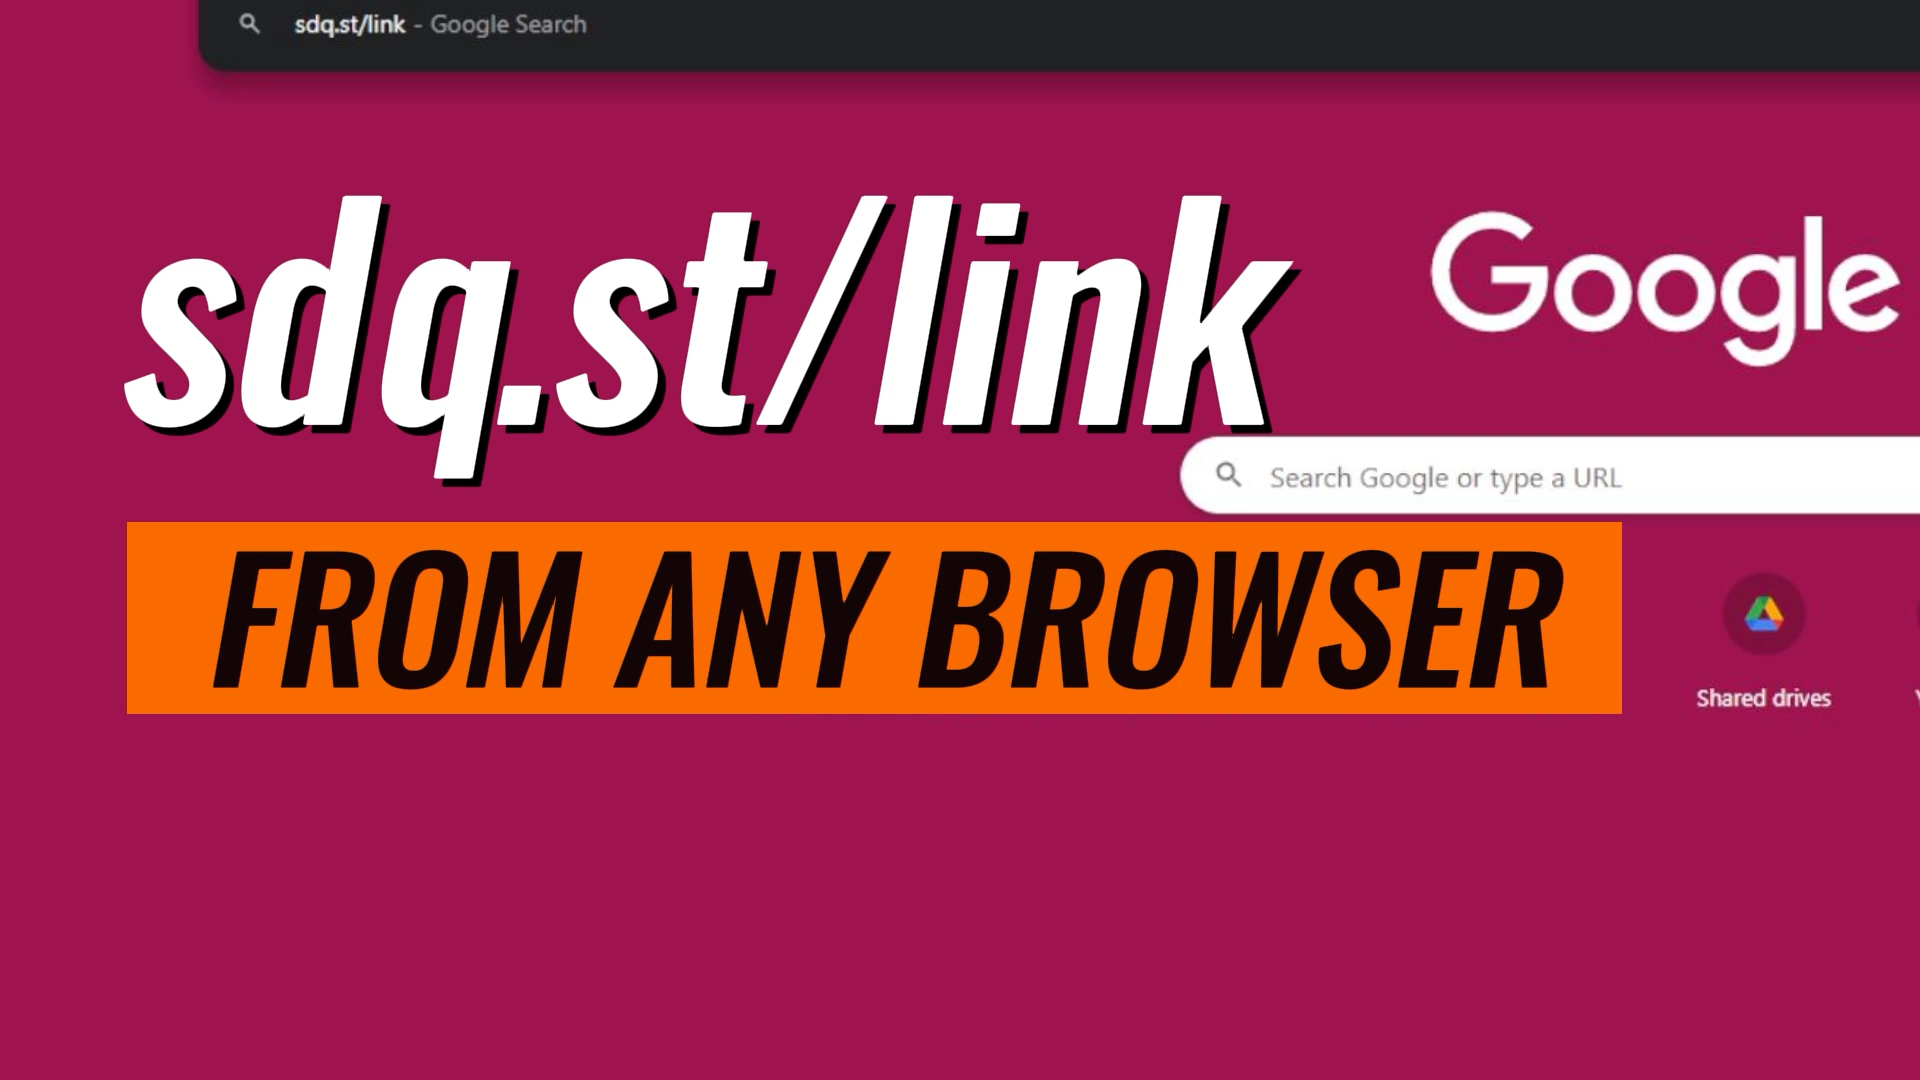 sdq.st/link - Google Search
sdq.st/link
Google
Search Google or type a URL
FROM ANY BROWSER
Shared drives